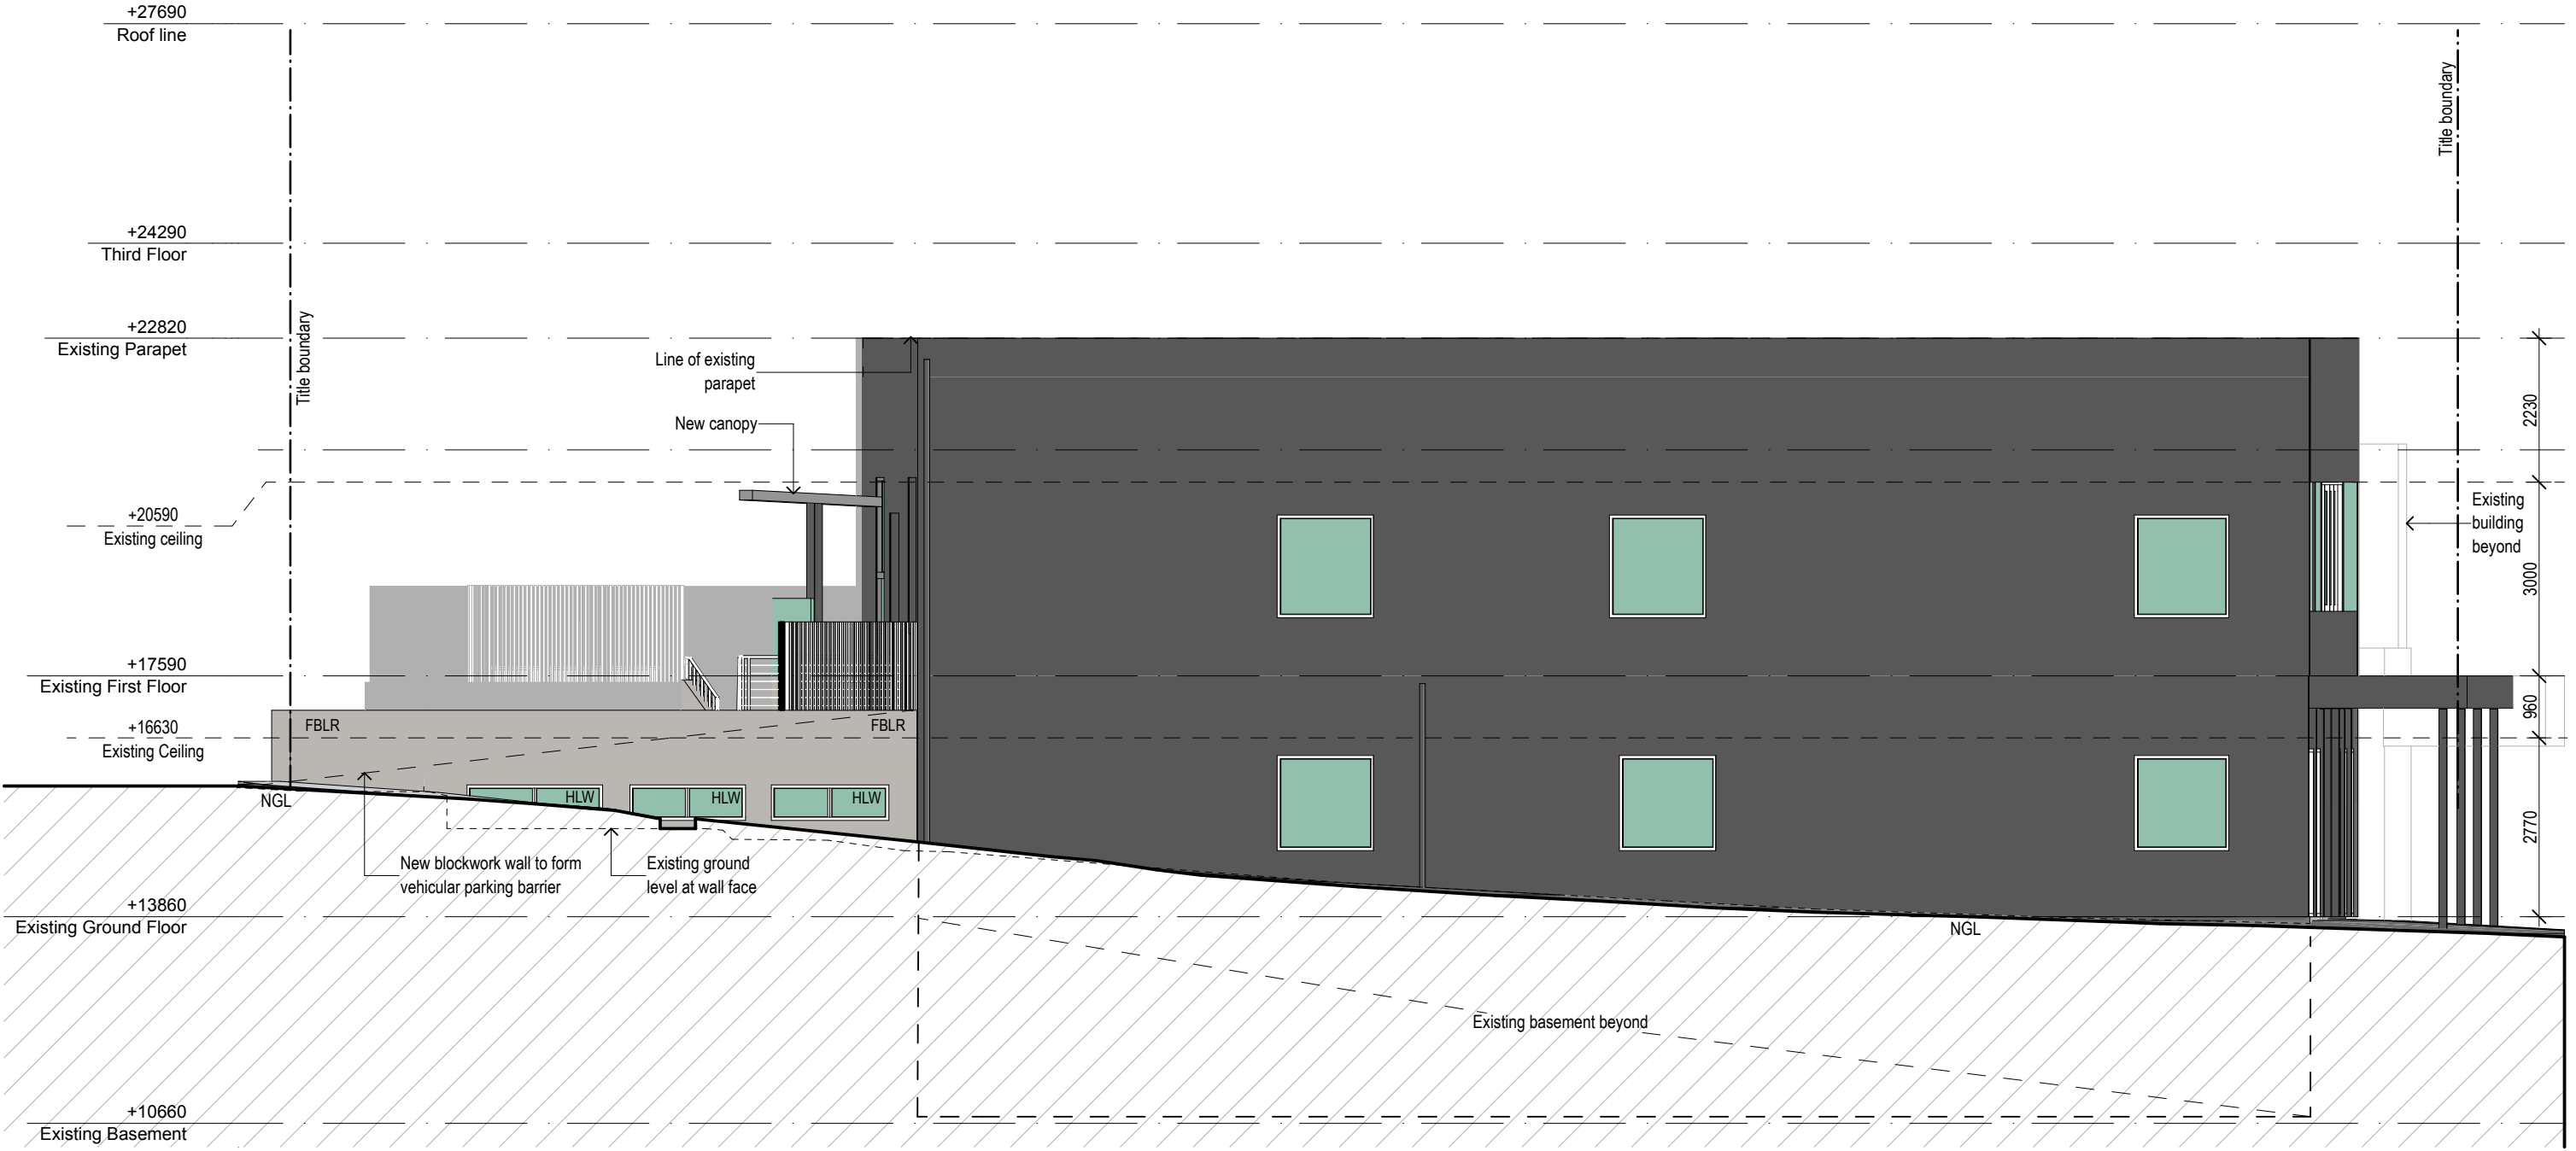 +27690
Roof line
Title boundary
Title boundary
+24290
Third Floor
+22820
Existing Parapet
Line of existing
parapet
New canopy
2230
+20590
Existing ceiling
Existing
building
beyond
3000
+17590
Existing First Floor
960
+16630
Existing Ceiling
FBLR
FBLR
HLW
HLW
HLW
NGL
2770
New blockwork wall to form
vehicular parking barrier
Existing ground
level at wall face
+13860
Existing Ground Floor
NGL
Existing basement beyond
+10660
Existing Basement